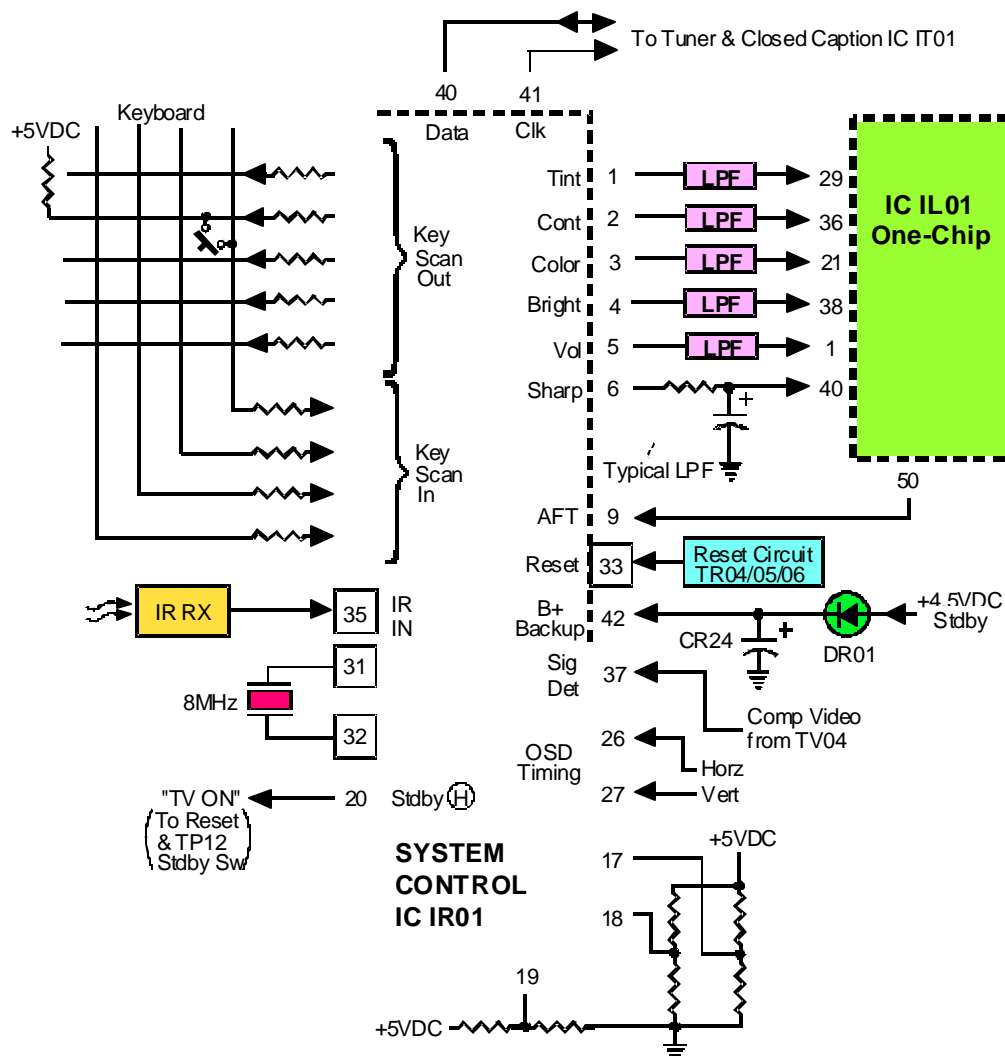 To Tuner & Closed Caption IC IT01
40 41
Keyboard
+5VDC
Data Clk
Key
Scan
Out
Key
Scan
In
Tint 1 LPF 29
Cont 2 LPF 36
Color 3 LPF 21
Bright 4 LPF 38
Vol 5 LPF 1
Sharp 6 + 40
IC IL01
One-Chip
Typical LPF
50
AFT 9
Reset 33 Reset Circuit
TR04/05/06
IR RX 35 IR
IN
B+
Backup 42 + +4.5VDC
Stdby
CR24 DR01
31
8MHz
32
Sig
Det 37
Comp Video
from TV04
OSD
Timing
26 Horz
27 Vert
"TV ON" 20 Stdby H
To Reset
& TP12
Stdby Sw
SYSTEM
CONTROL
IC IR01
+5VDC
17
18
19
+5VDC